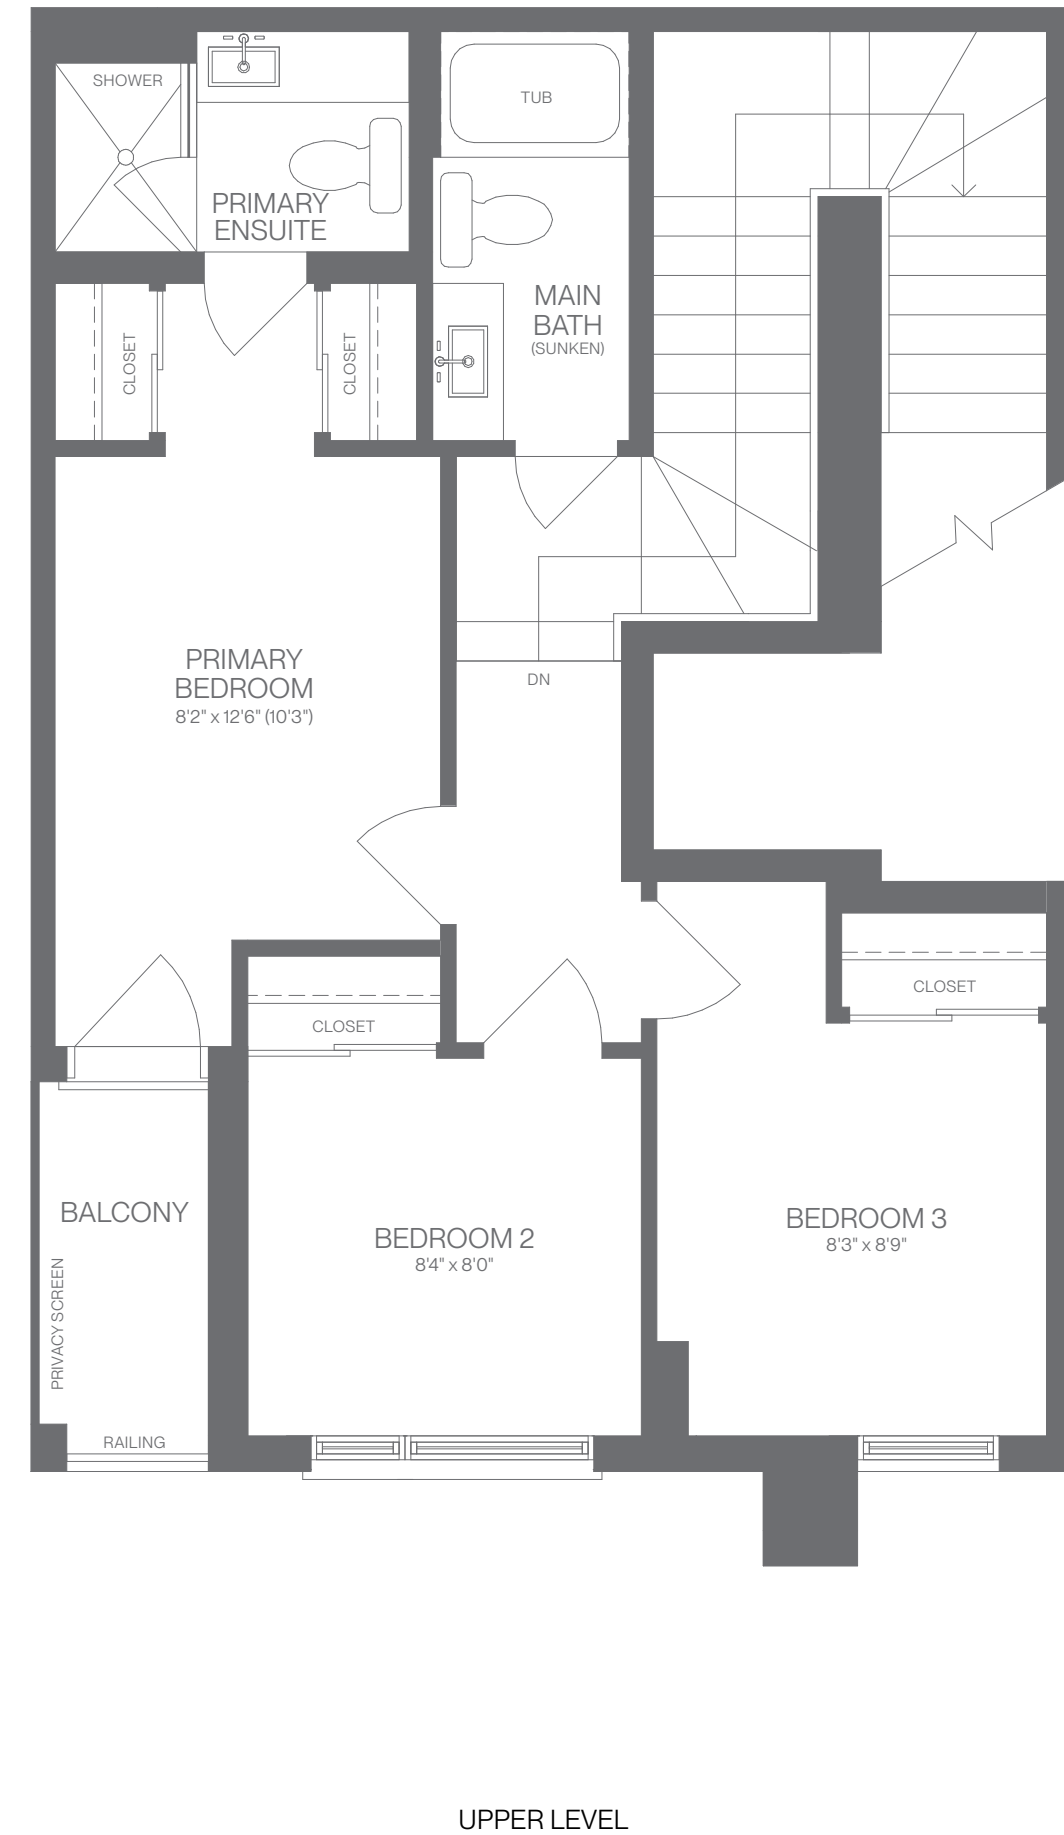 SHOWER
TUB
PRIMARY
ENSUITE
MAIN
BATH
(SUNKEN)
CLOSET
CLOSET
PRIMARY
BEDROOM
8'2" x 12'6" (10'3")
DN
CLOSET
CLOSET
BALCONY
BEDROOM 2
8'4" x 8'0"
BEDROOM 3
8'3" x 8'9"
PRIVACY SCREEN
RAILING
UPPER LEVEL